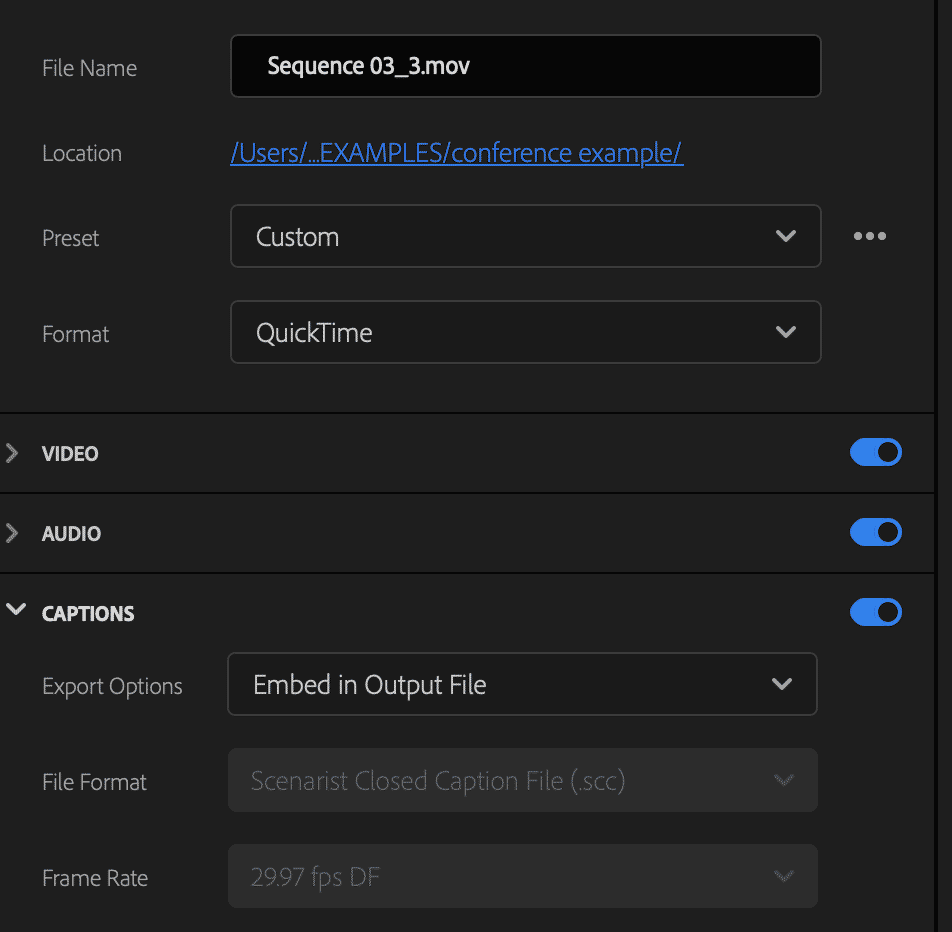 File Name Sequence 03_3.mov
Location /Users/...EXAMPLES/conference example/
Preset Custom
Format QuickTime
VIDEO
AUDIO
CAPTIONS
Export Options Embed in Output File
File Format Scenarist Closed Caption File (.scc)
Frame Rate 29.97 fps DF